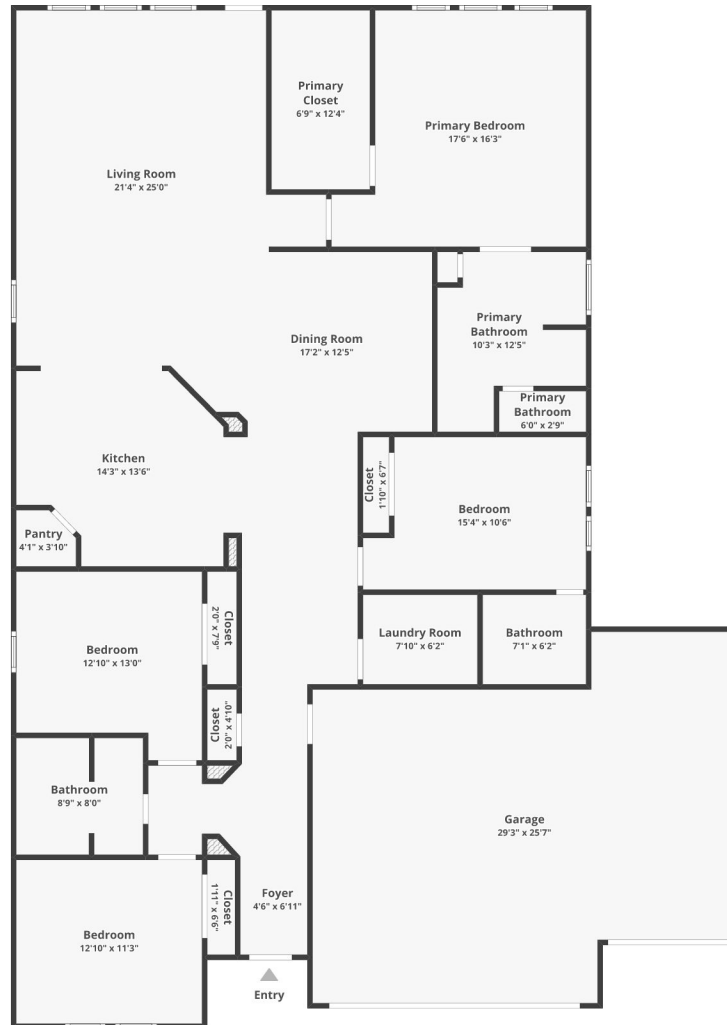 Primary
Closet
6'9" x 12'4"
Primary Bedroom
17'6" x 16'3"
Living Room
21'4" x 25'0"
Primary
Bathroom
10'3" x 12'5"
Dining Room
17'2" x 12'5"
Primary
Bathroom
6'0" x 2'9"
Kitchen
14'3" x 13'6"
Closet
1'10" x 6'7"
Bedroom
15'4" x 10'6"
Pantry
4'1" x 3'10"
Closet
2'0" x 7'9"
Laundry Room
7'10" x 6'2"
Bathroom
7'1" x 6'2"
Bedroom
12'10" x 13'0"
Closet
2'0" x 4'10"
Bathroom
8'9" x 8'0"
Garage
29'3" x 25'7"
Closet
1'11" x 6'6"
Foyer
4'6" x 6'11"
Bedroom
12'10" x 11'3"
Entry